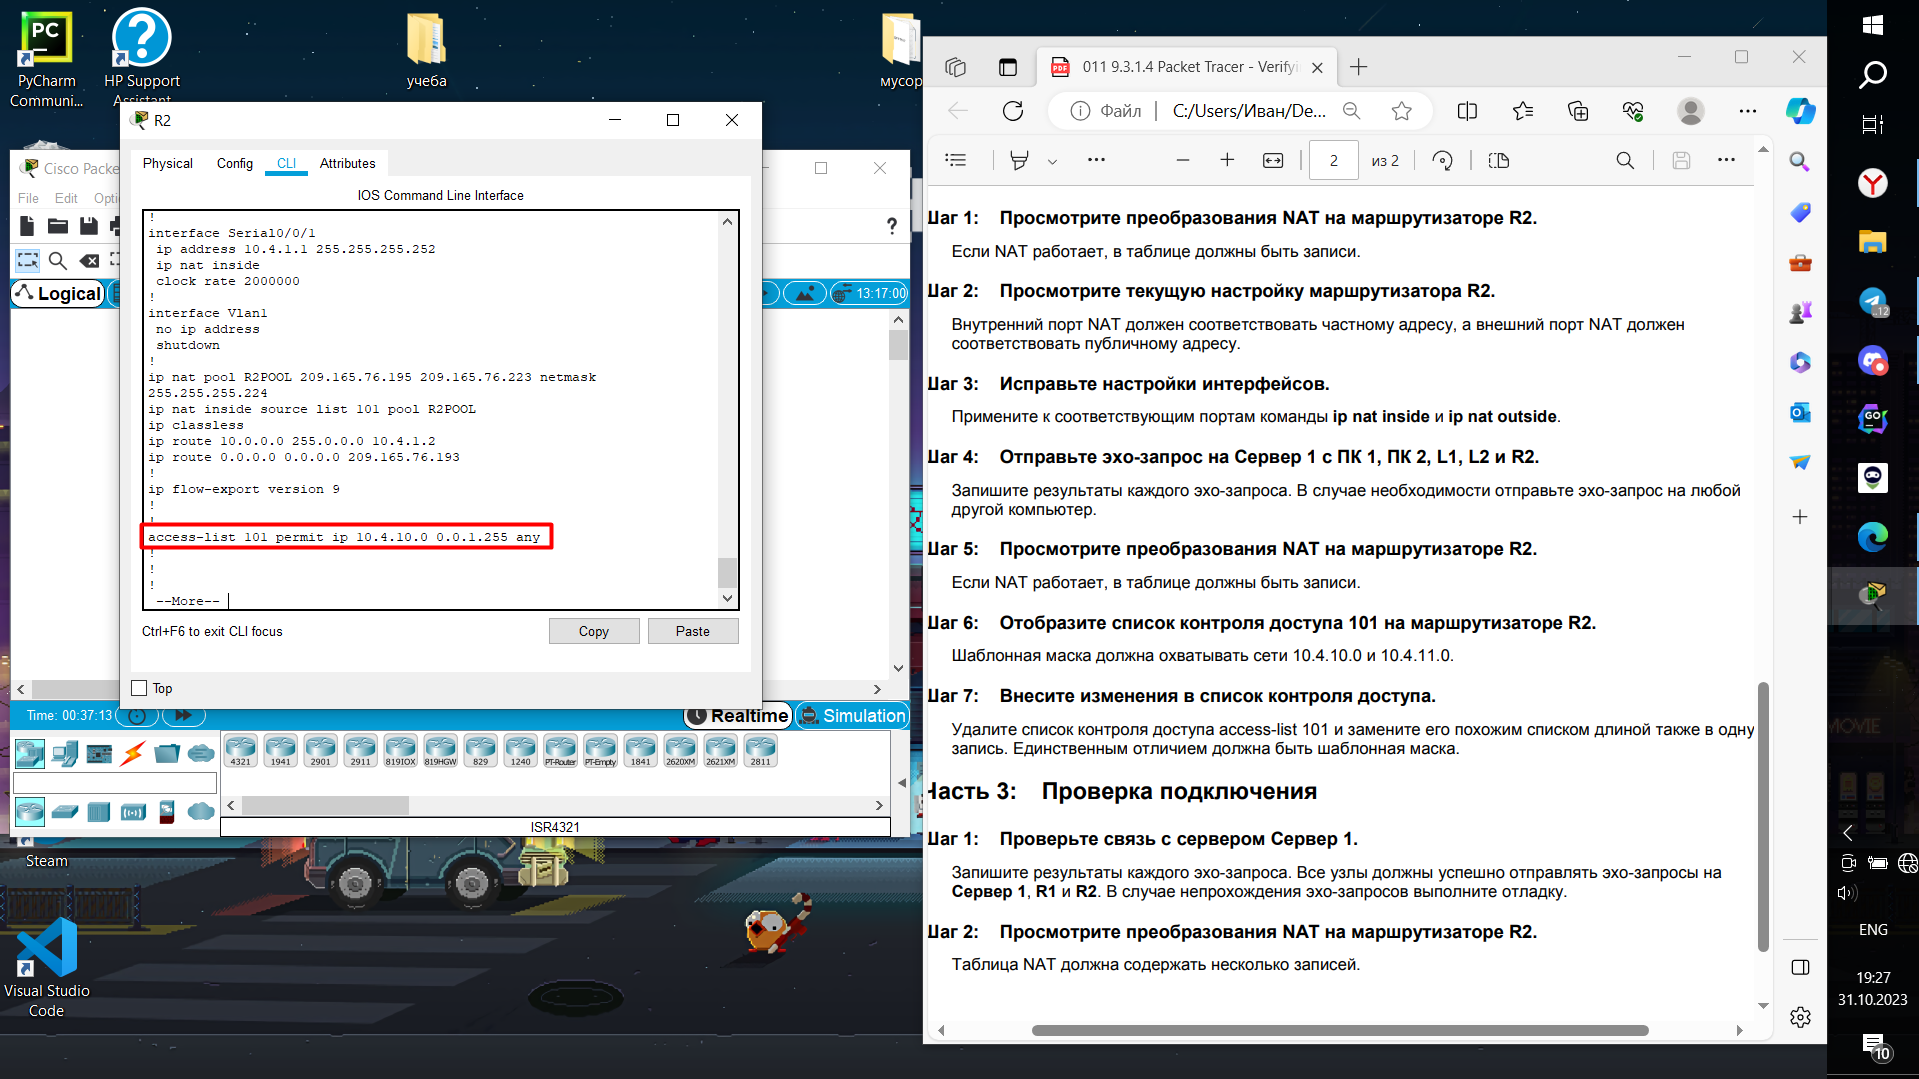 PyCharm
Communi...
HP Support
Assistant
учеба
мусор
R2
Physical
Config
CLI
Attributes
IOS Command Line Interface
!
interface Serial0/0/1
ip address 10.4.1.1 255.255.255.252
ip nat inside
clock rate 2000000
!
interface Vlan1
no ip address
shutdown
!
ip nat pool R2POOL 209.165.76.195 209.165.76.223 netmask
255.255.255.224
ip nat inside source list 101 pool R2POOL
ip classless
ip route 10.0.0.0 255.0.0.0 10.4.1.2
ip route 0.0.0.0 0.0.0.0 209.165.76.193
!
ip flow-export version 9
!
!
access-list 101 permit ip 10.4.10.0 0.0.1.255 any
!
!
!
--More--
Ctrl+F6 to exit CLI focus
Copy
Paste
Top
Cisco Packe
File
Edit
Opti
Logical
13:17:00
Time: 00:37:13
Realtime
Simulation
4321
1941
2901
2911
819IOX
819HGW
829
1240
PT-Router
PT-Empty
1841
2620XM
2621XM
2811
ISR4321
Steam
Visual Studio
Code
011 9.3.1.4 Packet Tracer - Verifyi
Файл
C:/Users/Иван/De...
2
из 2
Шаг 1: Просмотрите преобразования NAT на маршрутизаторе R2.
Если NAT работает, в таблице должны быть записи.
Шаг 2: Просмотрите текущую настройку маршрутизатора R2.
Внутренний порт NAT должен соответствовать частному адресу, а внешний порт NAT должен
соответствовать публичному адресу.
Шаг 3: Исправьте настройки интерфейсов.
Примените к соответствующим портам команды ip nat inside и ip nat outside.
Шаг 4: Отправьте эхо-запрос на Сервер 1 с ПК 1, ПК 2, L1, L2 и R2.
Запишите результаты каждого эхо-запроса. В случае необходимости отправьте эхо-запрос на любой
другой компьютер.
Шаг 5: Просмотрите преобразования NAT на маршрутизаторе R2.
Если NAT работает, в таблице должны быть записи.
Шаг 6: Отобразите список контроля доступа 101 на маршрутизаторе R2.
Шаблонная маска должна охватывать сети 10.4.10.0 и 10.4.11.0.
Шаг 7: Внесите изменения в список контроля доступа.
Удалите список контроля доступа access-list 101 и замените его похожим списком длиной также в одну
запись. Единственным отличием должна быть шаблонная маска.
Часть 3: Проверка подключения
Шаг 1: Проверьте связь с сервером Сервер 1.
Запишите результаты каждого эхо-запроса. Все узлы должны успешно отправлять эхо-запросы на
Сервер 1, R1 и R2. В случае непрохождения эхо-запросов выполните отладку.
Шаг 2: Просмотрите преобразования NAT на маршрутизаторе R2.
Таблица NAT должна содержать несколько записей.
12
ENG
19:27
31.10.2023
10